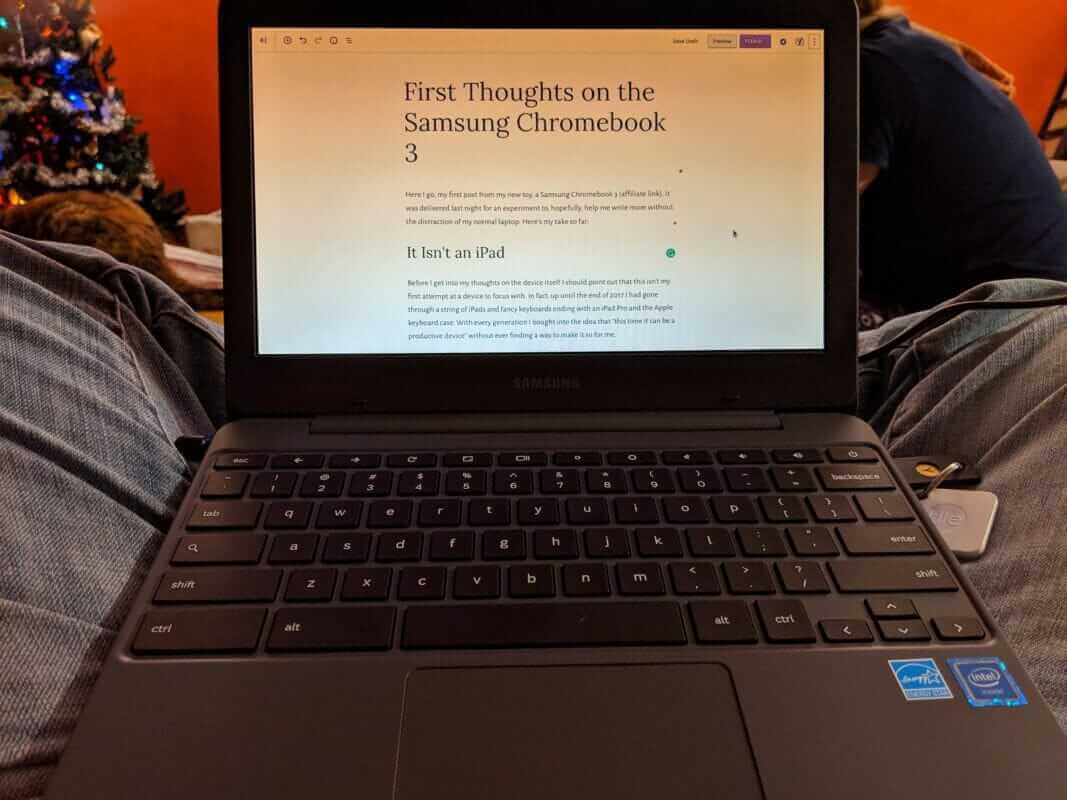 Save Draft Preview
First Thoughts on the
Samsung Chromebook
3
Here I go, my first post from my new toy, a Samsung Chromebook 3 (affiliate link). It
was delivered last night for an experiment to, hopefully, help me write more without
the distraction of my normal laptop. Here's my take so far:
It Isn't an iPad
Before I get into my thoughts on the device itself I should point out that this isn't my
first attempt at a device to focus with. In fact, up until the end of 2017 I had gone
through a string of iPads and fancy keyboards ending with an iPad Pro and the Apple
keyboard case. With every generation I bought into the idea that "this time it can be a
productive device" without ever finding a way to make it so for me.
SAMSUNG
esc
~ ! @ # $ % ^ & * ( ) _ +
` 1 2 3 4 5 6 7 8 9 0 - = backspace
tab q w e r t y u i o p { [ } ] | \
a s d f g h j k l : ; " ' enter
shift z x c v b n m < , > . ? / shift
ctrl alt alt ctrl
ENERGY STAR
intel
inside